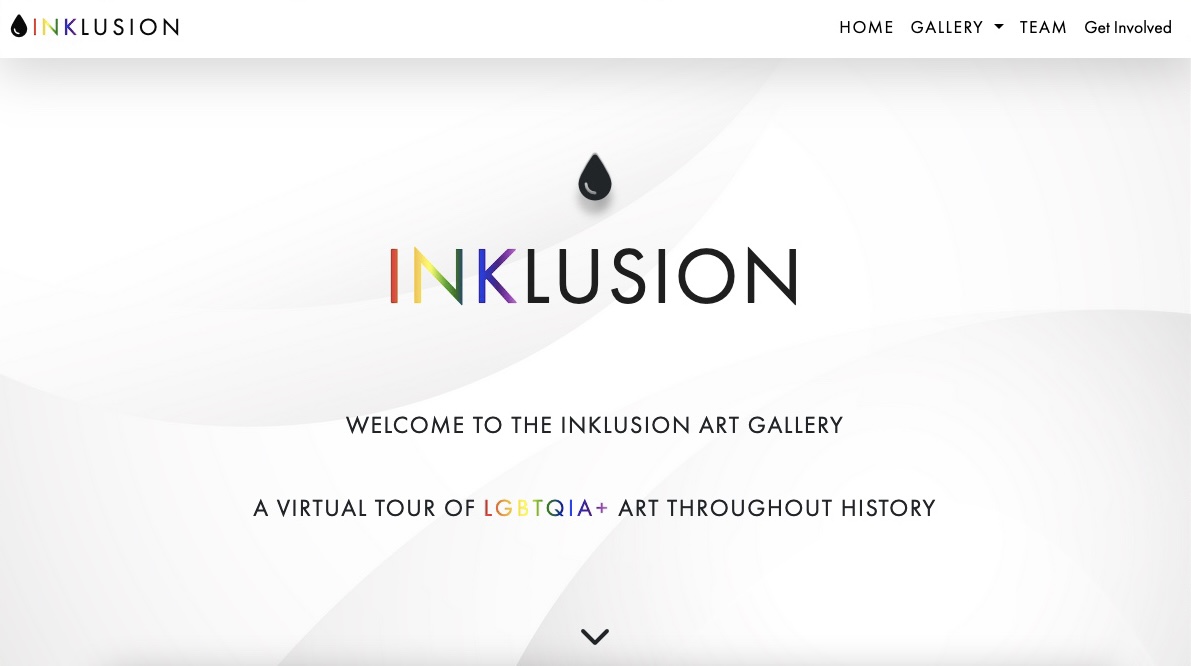 INKLUSION
HOME GALLERY TEAM Get Involved
INKLUSION
WELCOME TO THE INKLUSION ART GALLERY
A VIRTUAL TOUR OF LGBTQIA+ ART THROUGHOUT HISTORY